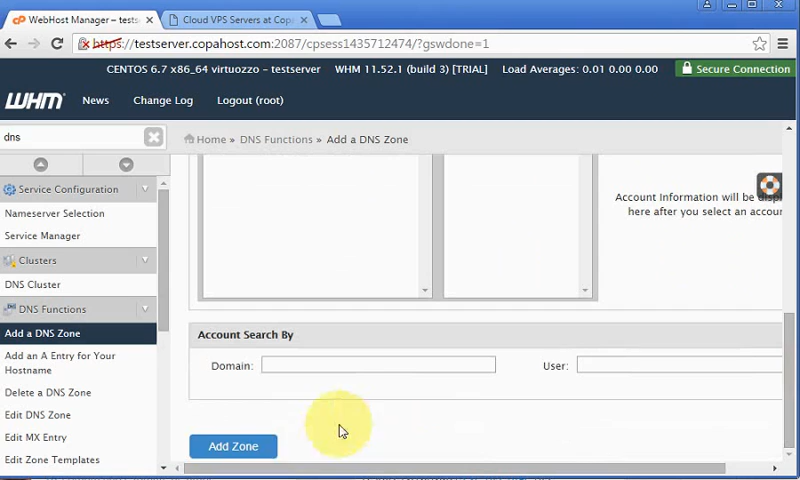 WebHost Manager – tests
Cloud VPS Servers at Copa
https://testserver.copahost.com:2087/cpsess1435712474/?gswdone=1
CENTOS 6.7 x86_64 virtuozzo – testserver WHM 11.52.1 (build 3) [TRIAL] Load Averages: 0.01 0.00 0.00 Secure Connection
WHM News Change Log Logout (root)
dns
Home » DNS Functions » Add a DNS Zone
Service Configuration
Nameserver Selection
Service Manager
Clusters
DNS Cluster
DNS Functions
Add a DNS Zone
Add an A Entry for Your
Hostname
Delete a DNS Zone
Edit DNS Zone
Edit MX Entry
Edit Zone Templates
Account Information will be disp
here after you select an accou
Account Search By
Domain: User:
Add Zone